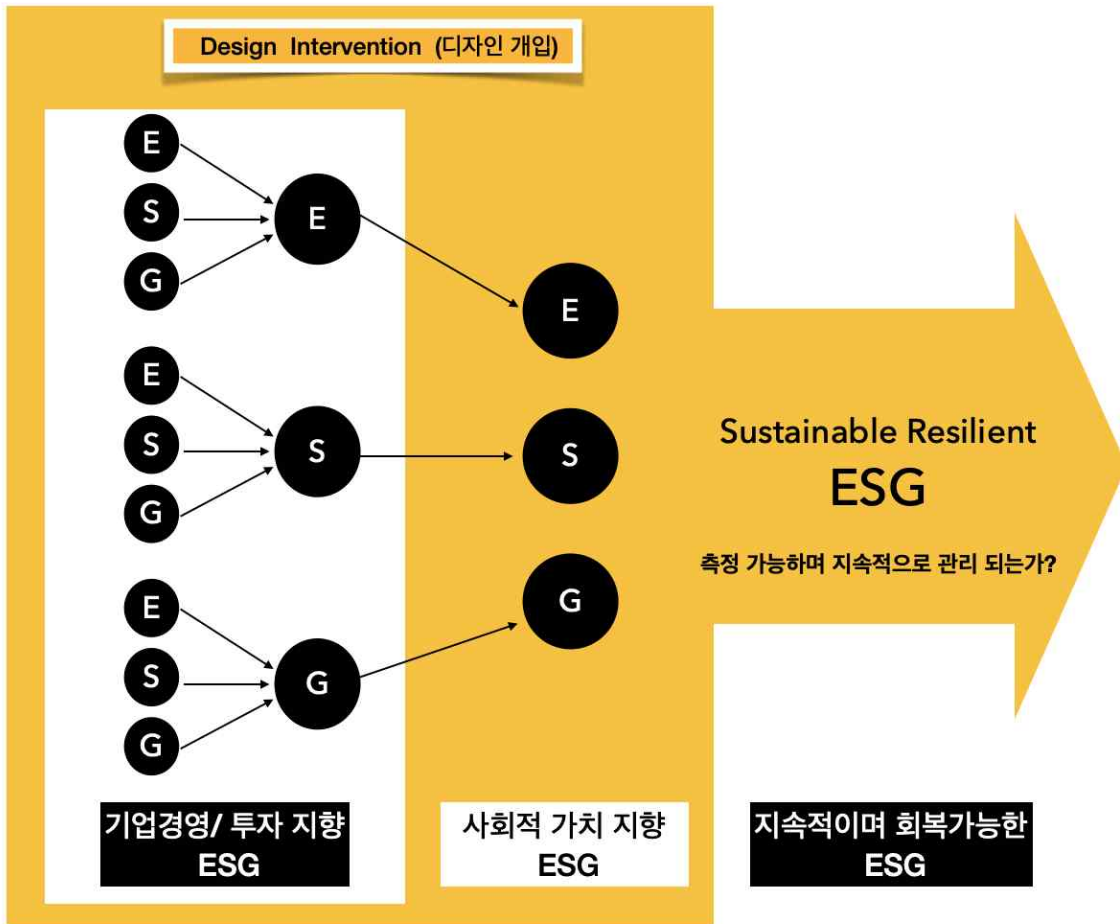 Design Intervention (디자인 개입)
E
S
G
E
E
S
G
S
E
S
G
G
E
S
G
Sustainable Resilient
ESG
측정 가능하며 지속적으로 관리 되는가?
기업경영/ 투자 지향
ESG
사회적 가치 지향
ESG
지속적이며 회복가능한
ESG